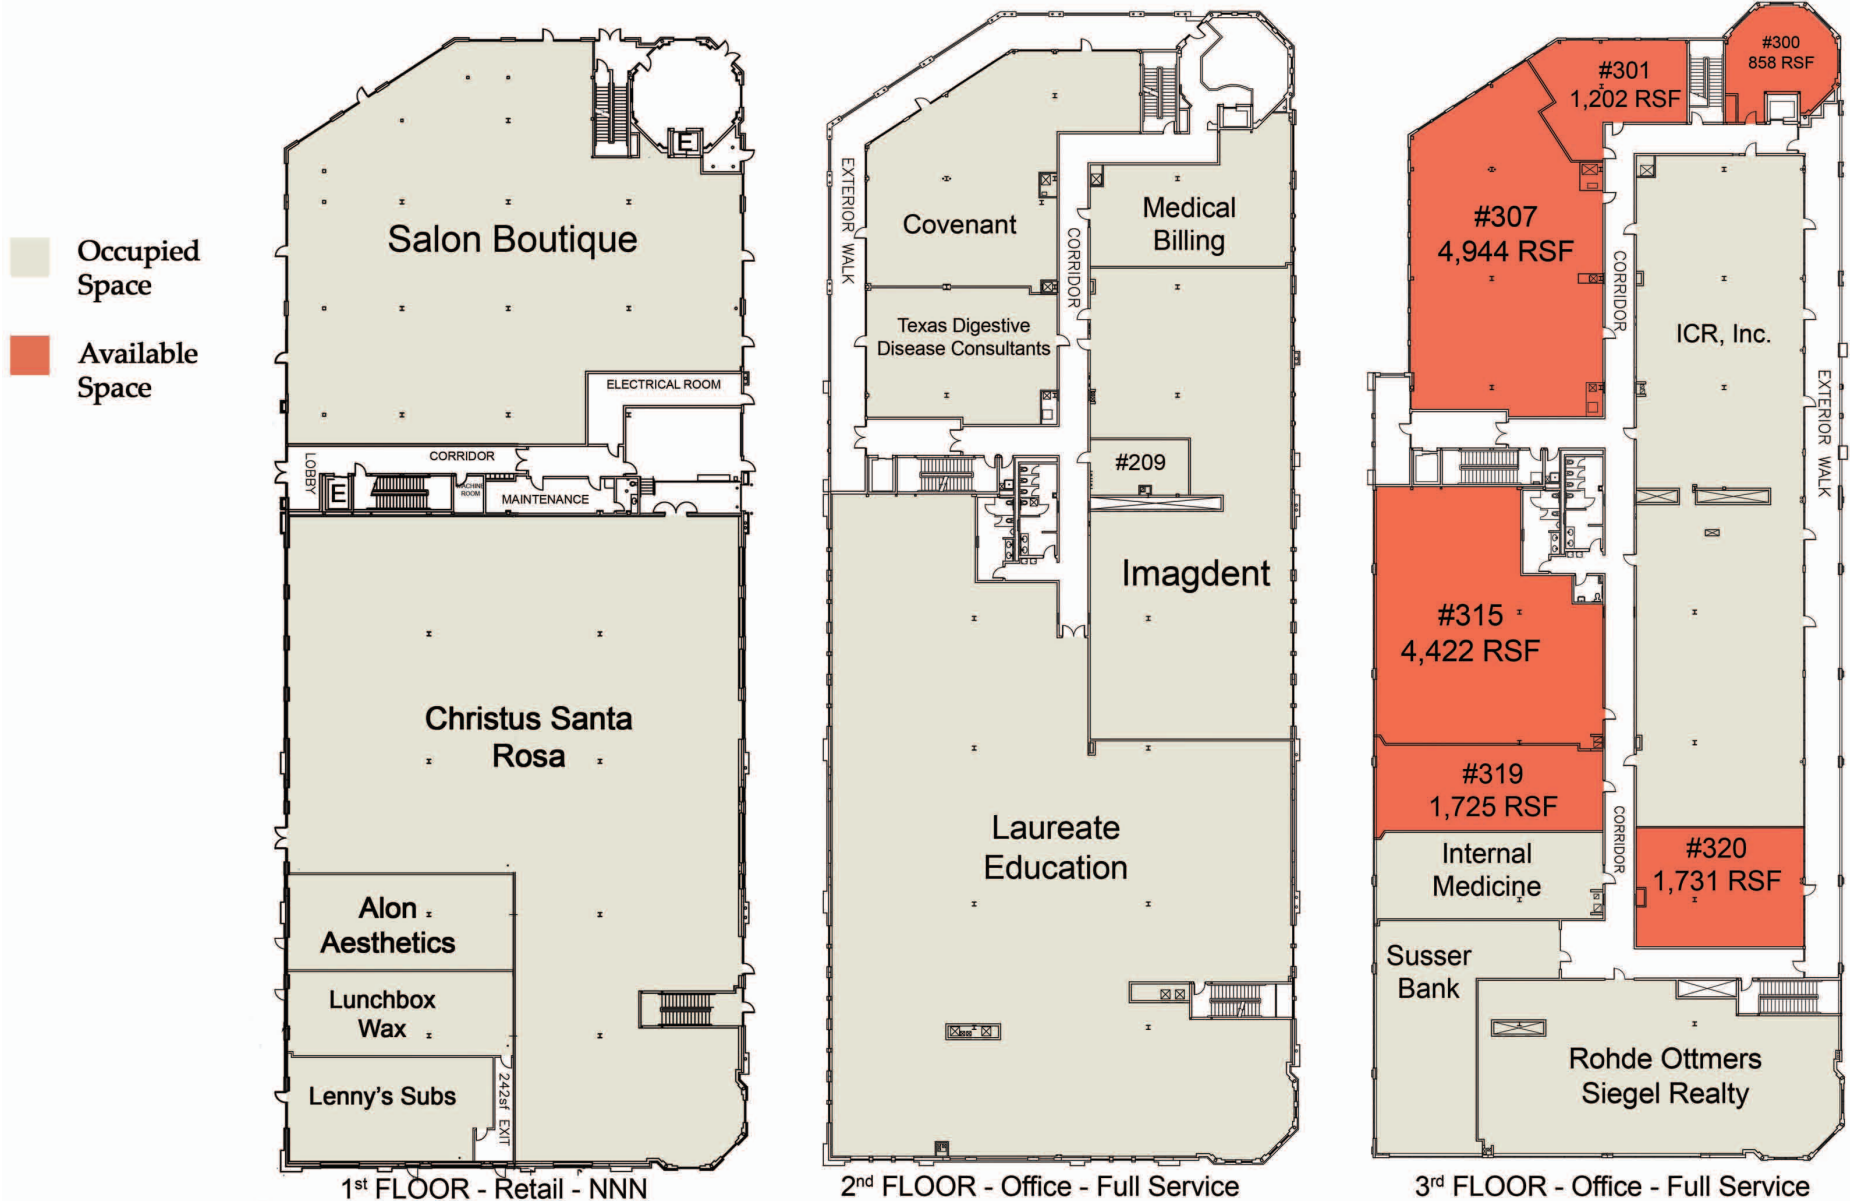 Occupied
Space
Available
Space
Salon Boutique
ELECTRICAL ROOM
CORRIDOR
LOBBY
E
E
MACHINE
ROOM
MAINTENANCE
Christus Santa
Rosa
Alon
Aesthetics
Lunchbox
Wax
Lenny's Subs
242sf EXIT
1st FLOOR - Retail - NNN
EXTERIOR WALK
Covenant
CORRIDOR
Medical
Billing
Texas Digestive
Disease Consultants
#209
Imagdent
Laureate
Education
2nd FLOOR - Office - Full Service
#300
858 RSF
#301
1,202 RSF
#307
4,944 RSF
CORRIDOR
ICR, Inc.
EXTERIOR WALK
#315
4,422 RSF
#319
1,725 RSF
CORRIDOR
Internal
Medicine
#320
1,731 RSF
Susser
Bank
Rohde Ottmers
Siegel Realty
3rd FLOOR - Office - Full Service